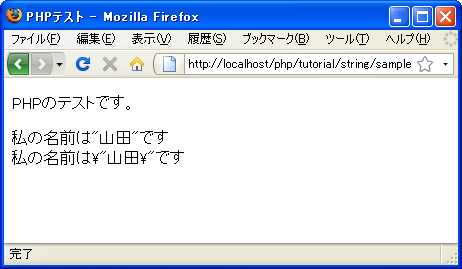 PHPテスト - Mozilla Firefox
ファイル(F) 編集(E) 表示(V) 履歴(S) ブックマーク(B) ツール(T) ヘルプ(H)
http://localhost/php/tutorial/string/sample
PHPのテストです。
私の名前は"山田"です
私の名前は¥"山田¥"です
完了